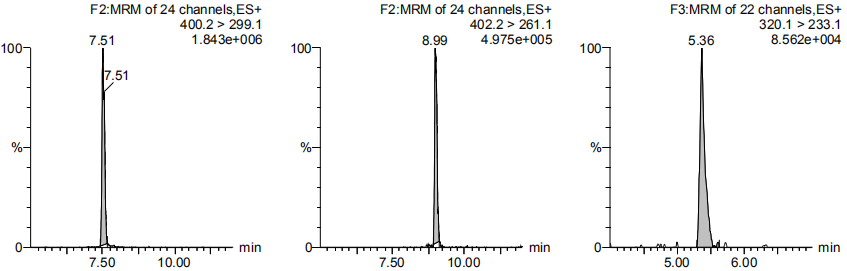 F2:MRM of 24 channels,ES+
400.2 > 299.1
1.843e+006
7.51
100
7.51
%
0
min
7.50 10.00
F2:MRM of 24 channels,ES+
402.2 > 261.1
4.975e+005
8.99
100
%
0
min
7.50 10.00
F3:MRM of 22 channels,ES+
320.1 > 233.1
8.562e+004
5.36
100
%
0
min
5.00 6.00